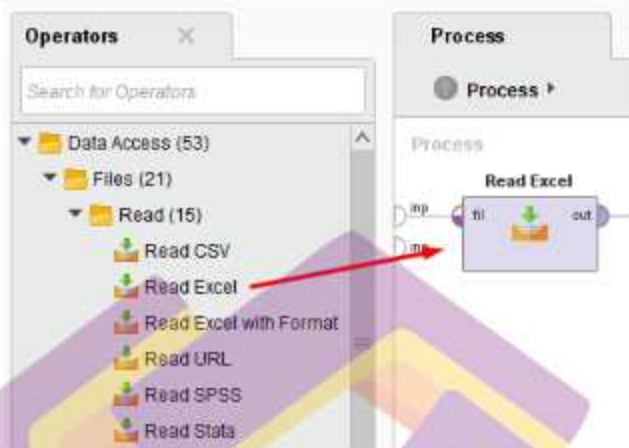 Operators
Search for Operators
Data Access (53)
Files (21)
Read (15)
Read CSV
Read Excel
Read Excel with Format
Read URL
Read SPSS
Read Stata
Process
Process
Process
Read Excel
inp
fil
out
inp